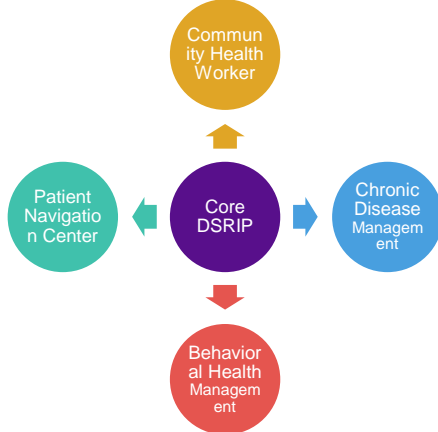 Commun
ity Health
Worker
Patient
Navigatio
n Center
Core
DSRIP
Chronic
Disease
Managem
ent
Behavior
al Health
Managem
ent